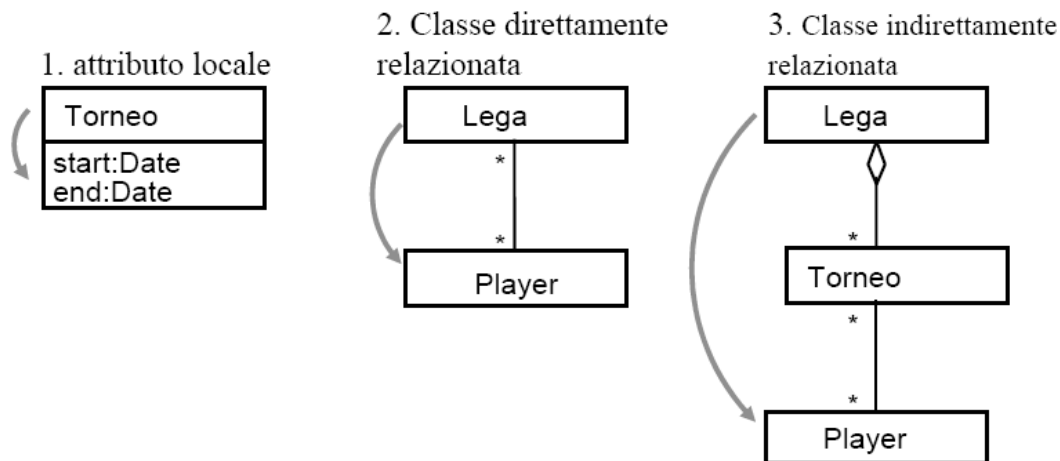 1. attributo locale
Torneo
start:Date
end:Date
2. Classe direttamente
relazionata
Lega
*
*
Player
3. Classe indirettamente
relazionata
Lega
*
Torneo
*
*
Player